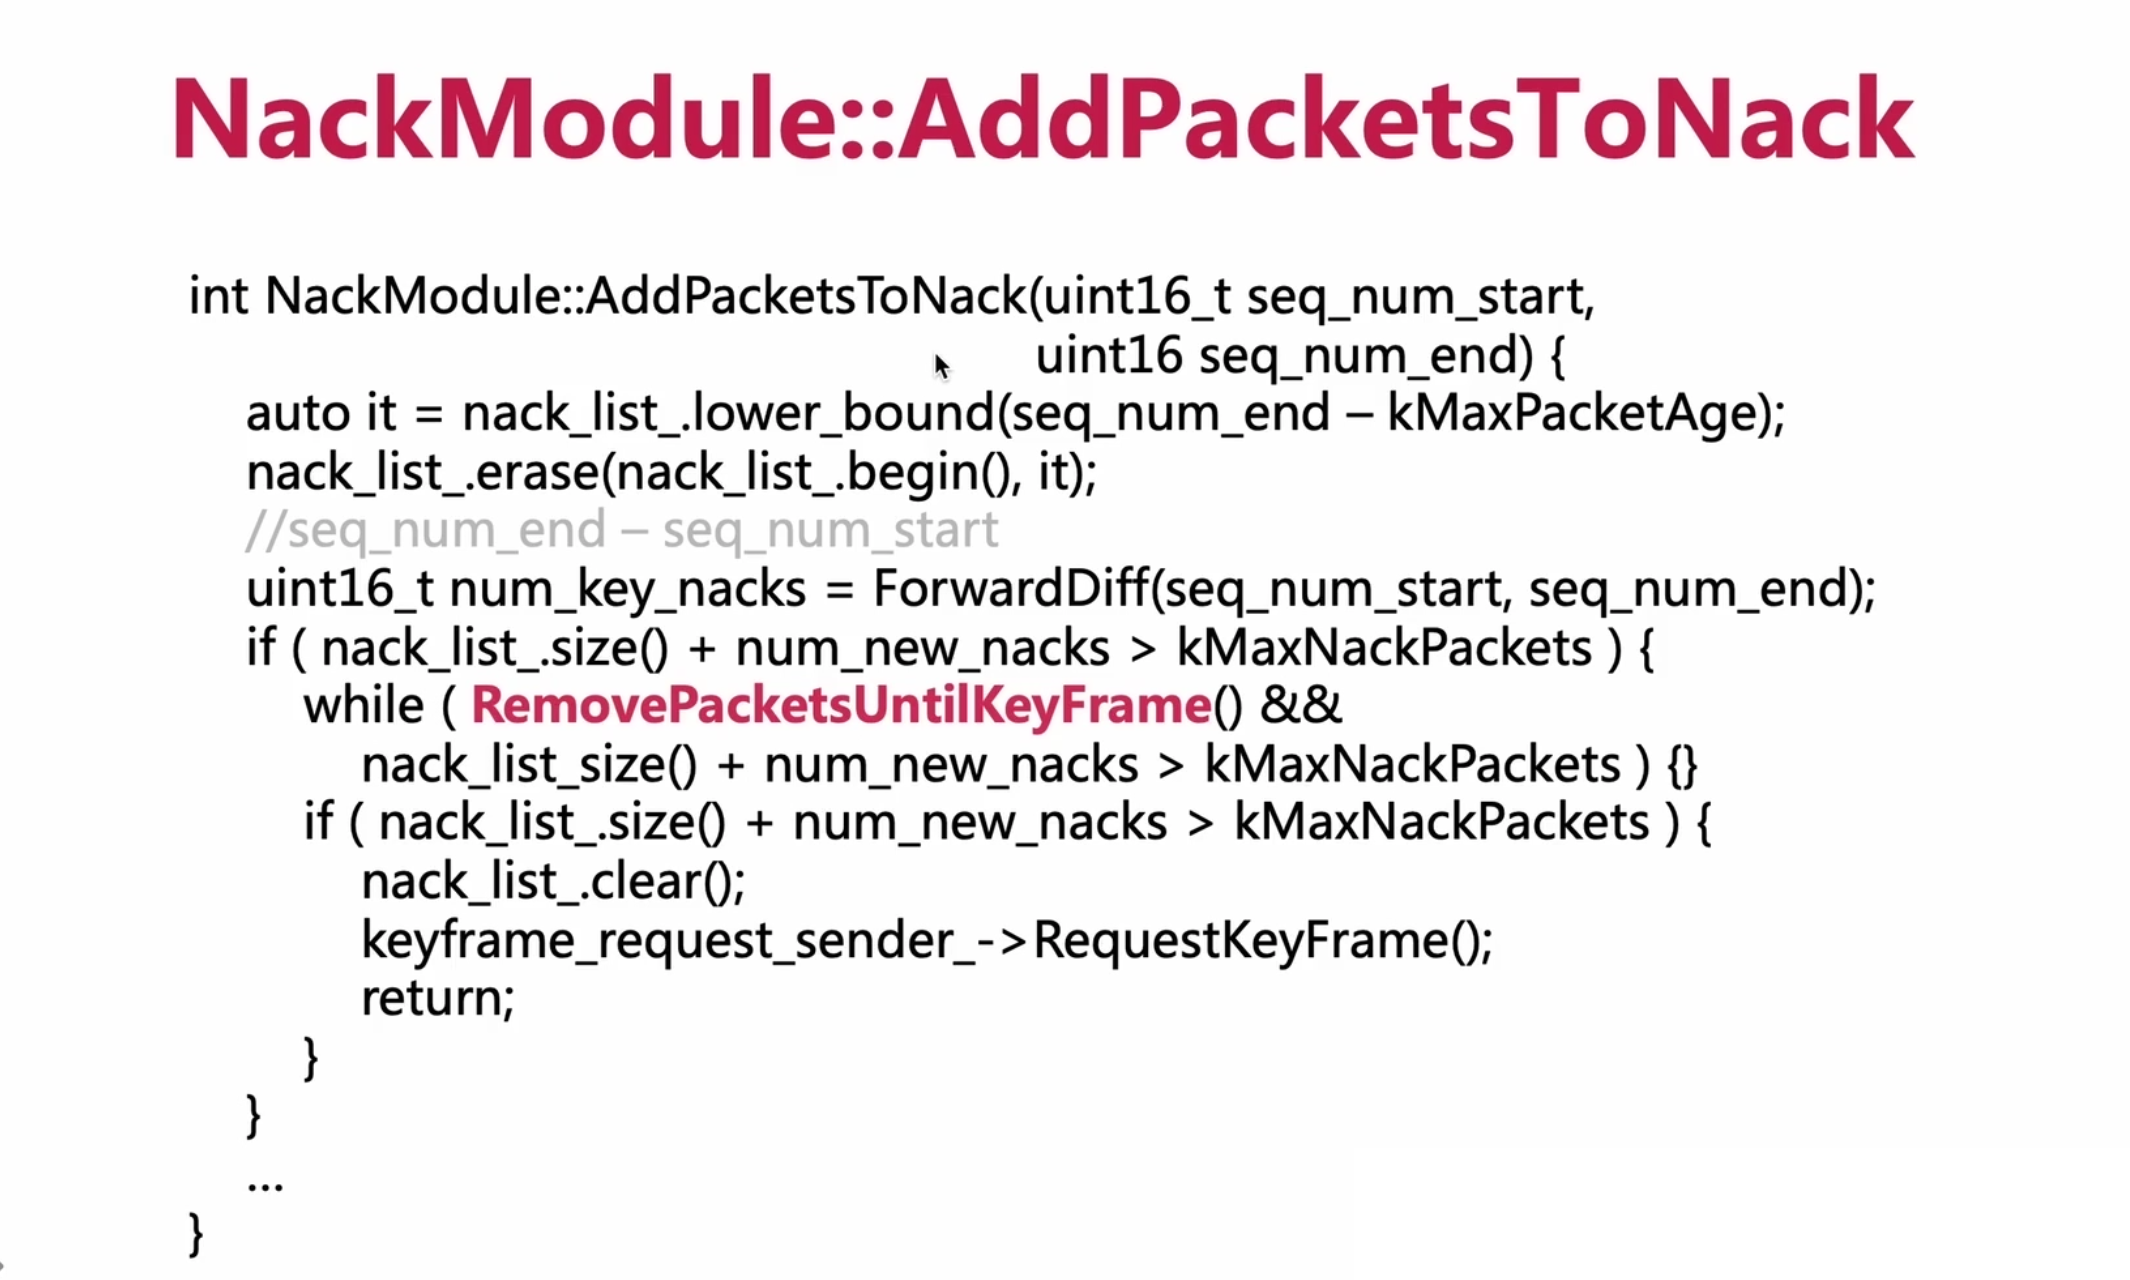 NackModule::AddPacketsToNack
int NackModule::AddPacketsToNack(uint16_t seq_num_start,
uint16 seq_num_end) {
auto it = nack_list_.lower_bound(seq_num_end – kMaxPacketAge);
nack_list_.erase(nack_list_.begin(), it);
//seq_num_end – seq_num_start
uint16_t num_key_nacks = ForwardDiff(seq_num_start, seq_num_end);
if ( nack_list_.size() + num_new_nacks > kMaxNackPackets ) {
while ( RemovePacketsUntilKeyFrame() &&
nack_list_size() + num_new_nacks > kMaxNackPackets ) {}
if ( nack_list_.size() + num_new_nacks > kMaxNackPackets ) {
nack_list_.clear();
keyframe_request_sender_->RequestKeyFrame();
return;
}
}
...
}